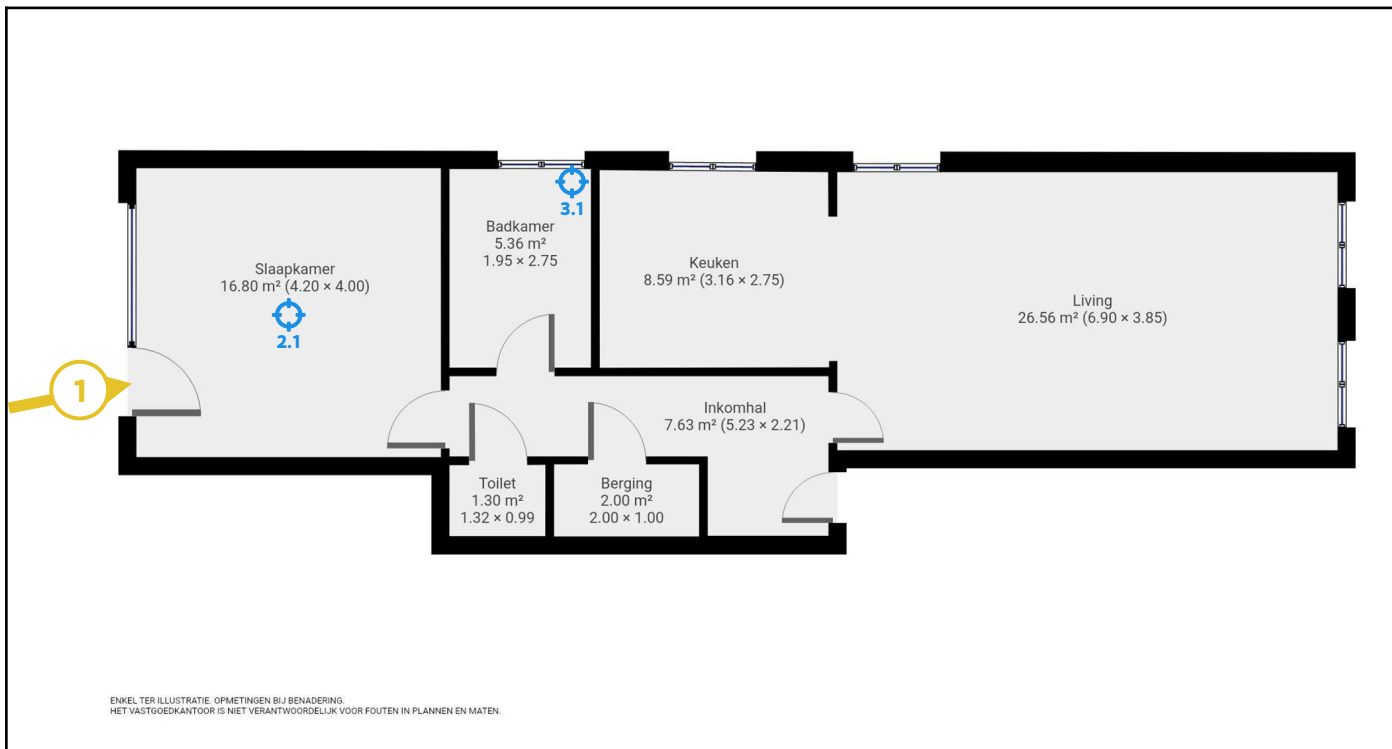 3.1
Badkamer
5.36 m²
1.95 × 2.75
Slaapkamer
16.80 m² (4.20 × 4.00)
2.1
Keuken
8.59 m² (3.16 × 2.75)
Living
26.56 m² (6.90 × 3.85)
1
Inkomhal
7.63 m² (5.23 × 2.21)
Toilet
1.30 m²
1.32 × 0.99
Berging
2.00 m²
2.00 × 1.00
ENKEL TER ILLUSTRATIE. OPMETINGEN BIJ BENADERING.
HET VASTGOEDKANTOOR IS NIET VERANTWOORDELIJK VOOR FOUTEN IN PLANNEN EN MATEN.